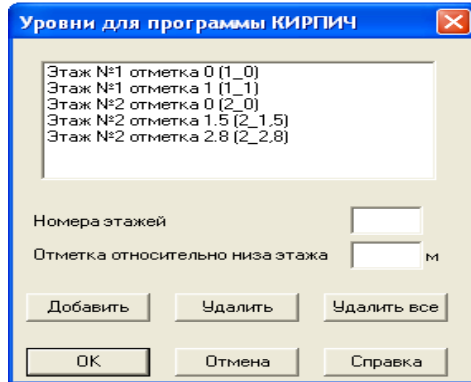 Уровни для программы КИРПИЧ
Этаж №1 отметка 0 (1_0)
Этаж №1 отметка 1 (1_1)
Этаж №2 отметка 0 (2_0)
Этаж №2 отметка 1.5 (2_1,5)
Этаж №2 отметка 2.8 (2_2,8)
Номера этажей
Отметка относительно низа этажа м
Добавить Удалить Удалить все
OK Отмена Справка